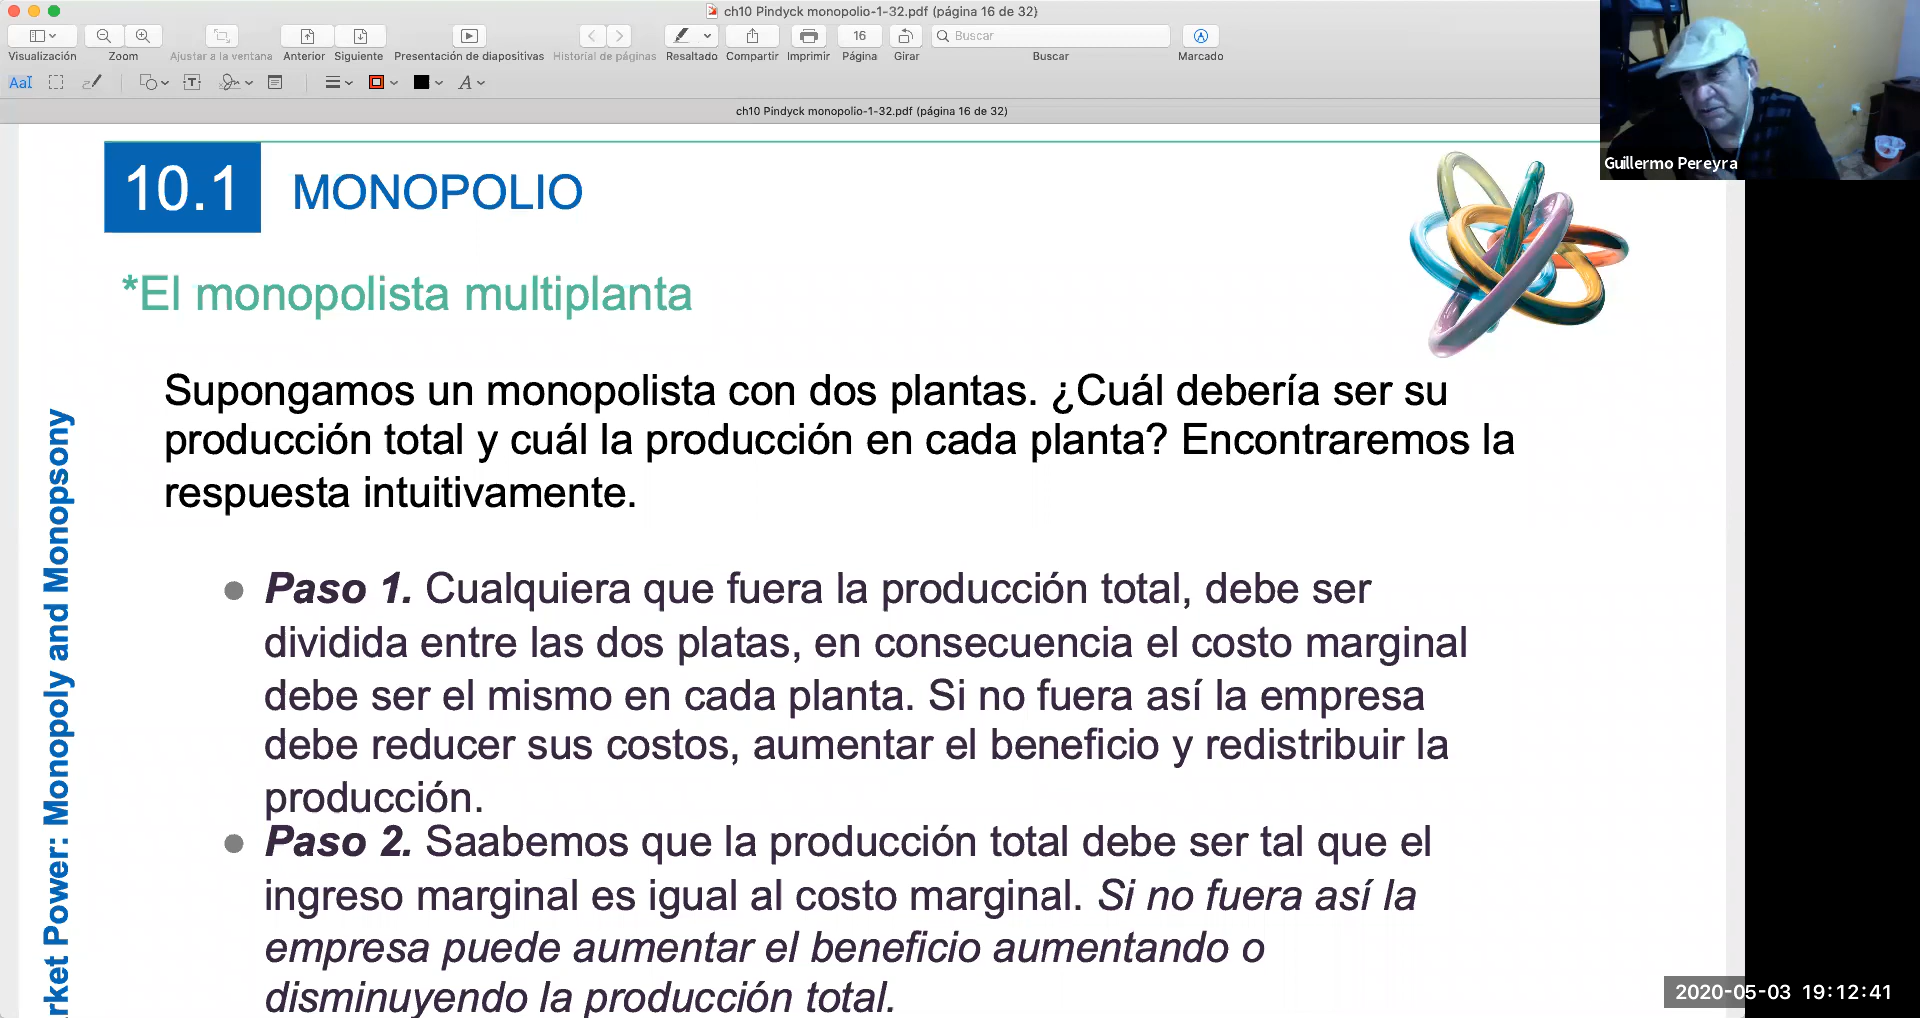 ch10 Pindyck monopolio-1-32.pdf (página 16 de 32)
16
Buscar
Visualización
Zoom
Ajustar a la ventana
Anterior
Siguiente
Presentación de diapositivas
Historial de páginas
Resaltado
Compartir
Imprimir
Página
Girar
Buscar
Marcado
AaI
T
A
ch10 Pindyck monopolio-1-32.pdf (página 16 de 32)
Guillermo Pereyra
10.1 MONOPOLIO
*El monopolista multiplanta
Supongamos un monopolista con dos plantas. ¿Cuál debería ser su
producción total y cuál la producción en cada planta? Encontraremos la
respuesta intuitivamente.
● Paso 1. Cualquiera que fuera la producción total, debe ser
dividida entre las dos platas, en consecuencia el costo marginal
debe ser el mismo en cada planta. Si no fuera así la empresa
debe reducer sus costos, aumentar el beneficio y redistribuir la
producción.
● Paso 2. Saabemos que la producción total debe ser tal que el
ingreso marginal es igual al costo marginal. Si no fuera así la
empresa puede aumentar el beneficio aumentando o
disminuyendo la producción total.
rket Power: Monopoly and Monopsony
2020-05-03 19:12:41